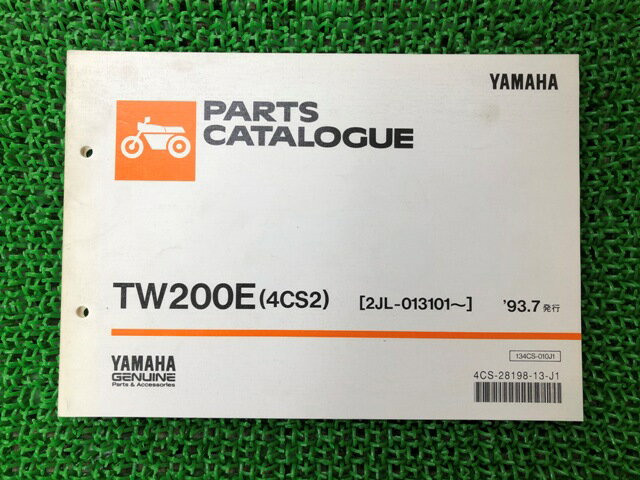 YAMAHA
PARTS
CATALOGUE
TW200E (4CS2) [2JL-013101～] '93.7 発行
YAMAHA
GENUINE
Parts & Accessories
134CS-010J1
4CS-28198-13-J1